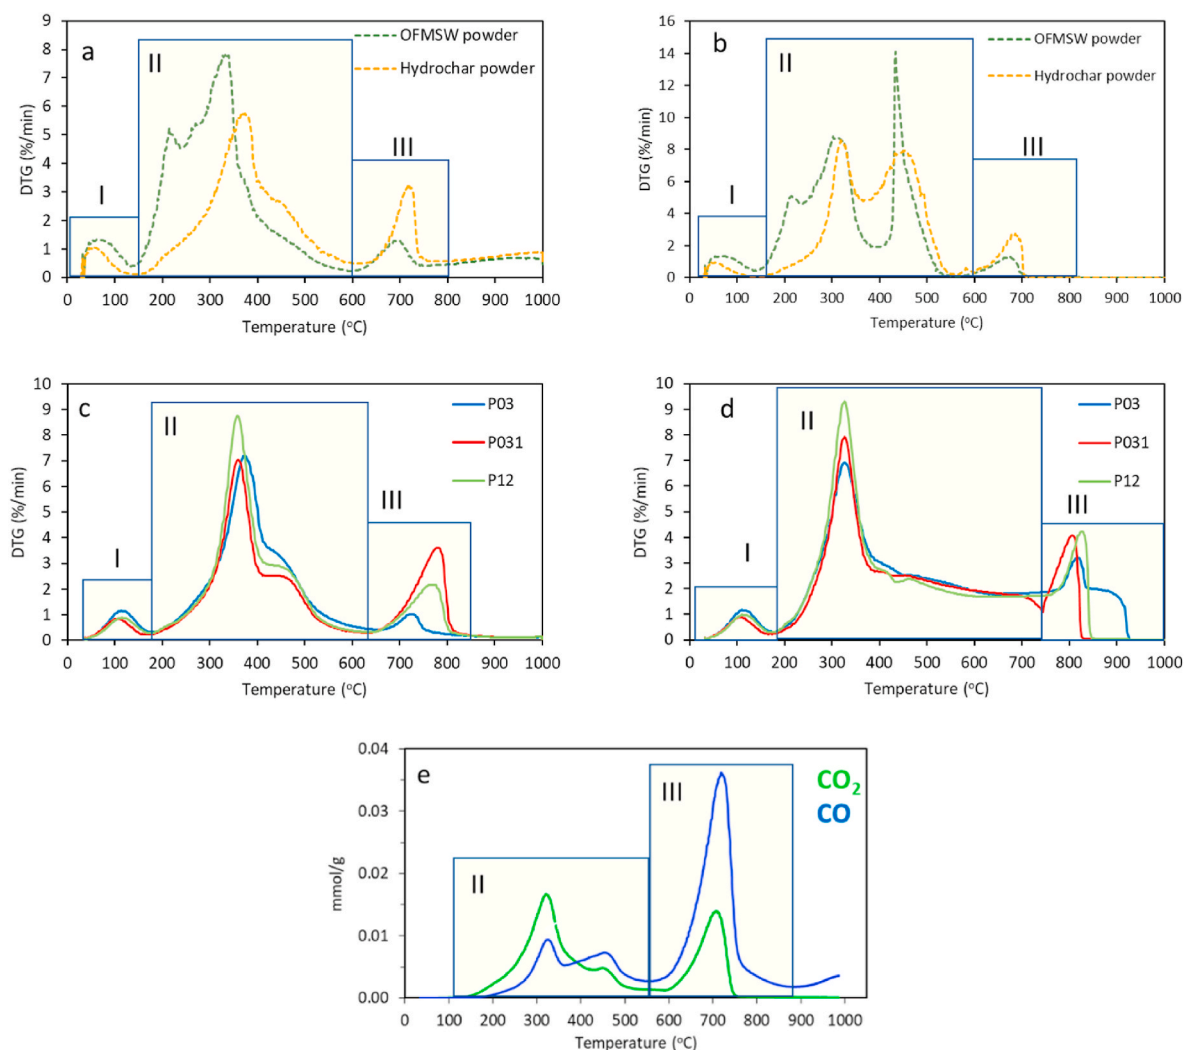 a
II
OFMSW powder
Hydrochar powder
III
I
DTG (%/min)
9
8
7
6
5
4
3
2
1
0
0 100 200 300 400 500 600 700 800 900 1000
Temperature (°C)
b
II
OFMSW powder
Hydrochar powder
III
I
DTG (%/min)
16
14
12
10
8
6
4
2
0
0 100 200 300 400 500 600 700 800 900 1000
Temperature (°C)
c
II
P03
P031
P12
III
I
DTG (%/min)
10
9
8
7
6
5
4
3
2
1
0
0 100 200 300 400 500 600 700 800 900 1000
Temperature (°C)
d
II
P03
P031
P12
III
I
DTG (%/min)
10
9
8
7
6
5
4
3
2
1
0
0 100 200 300 400 500 600 700 800 900 1000
Temperature (°C)
e
III
CO₂
CO
II
mmol/g
0.04
0.03
0.02
0.01
0.00
0 100 200 300 400 500 600 700 800 900 1000
Temperature (°C)